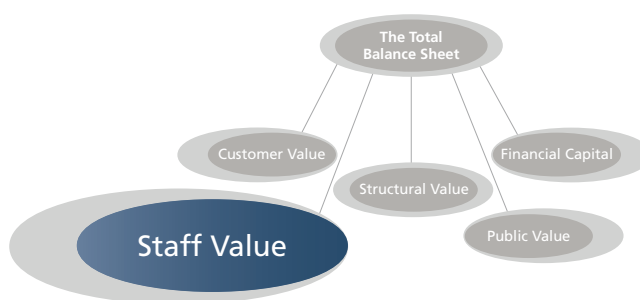 The Total
Balance Sheet
Customer Value
Financial Capital
Structural Value
Staff Value
Public Value